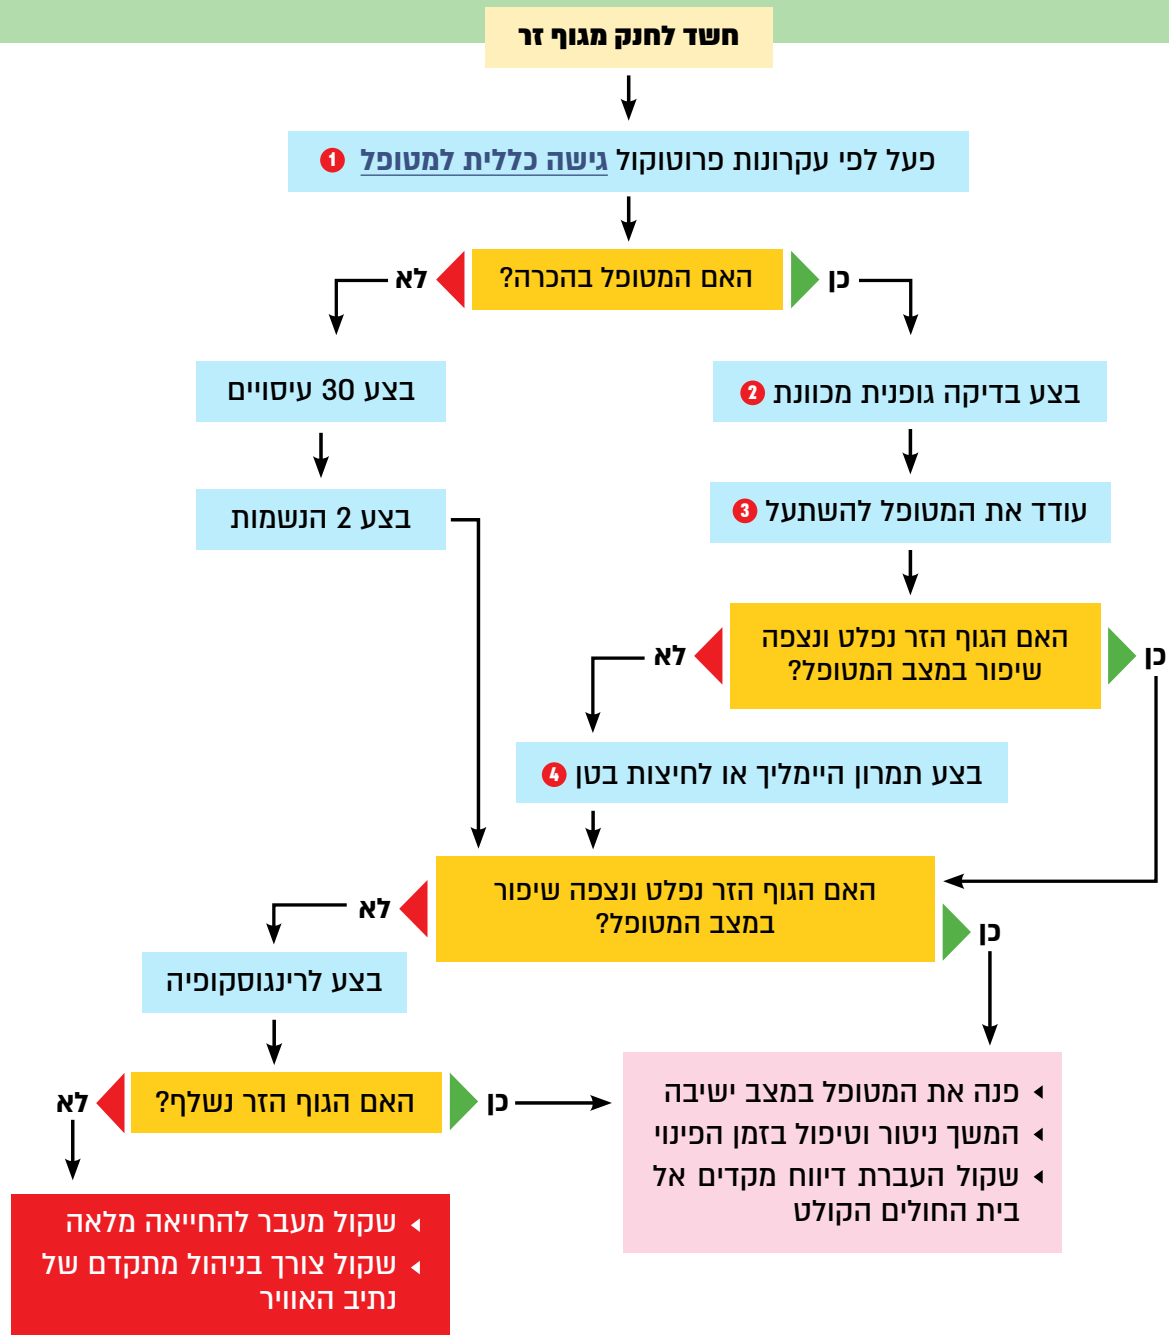 חשד לחנק מגוף זר
פעל לפי עקרונות פרוטוקול גישה כללית למטופל 1
האם המטופל בהכרה?
כן
לא
בצע בדיקה גופנית מכוונת 2
בצע 30 עיסויים
עודד את המטופל להשתעל 3
בצע 2 הנשמות
האם הגוף הזר נפלט ונצפה
שיפור במצב המטופל?
כן
לא
בצע תמרון היימליך או לחיצות בטן 4
האם הגוף הזר נפלט ונצפה שיפור
במצב המטופל?
כן
לא
בצע לרינגוסקופיה
האם הגוף הזר נשלף?
כן
לא
פנה את המטופל במצב ישיבה
המשך ניטור וטיפול בזמן הפינוי
שקול העברת דיווח מקדים אל
בית החולים הקולט
שקול מעבר להחייאה מלאה
שקול צורך בניהול מתקדם של
נתיב האוויר